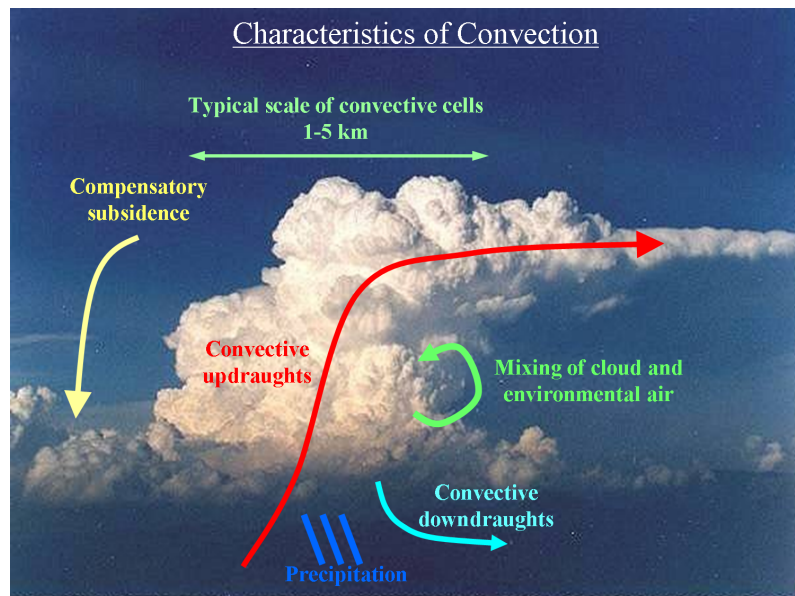 Characteristics of Convection
Typical scale of convective cells
1-5 km
Compensatory
subsidence
Convective
updraughts
Mixing of cloud and
environmental air
Convective
downdraughts
Precipitation